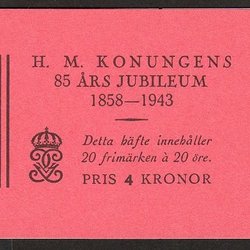 H. M. KONUNGENS
85 ÅRS JUBILEUM
1858—1943
Detta häfte innehåller
20 frimärken à 20 öre.
PRIS 4 KRONOR